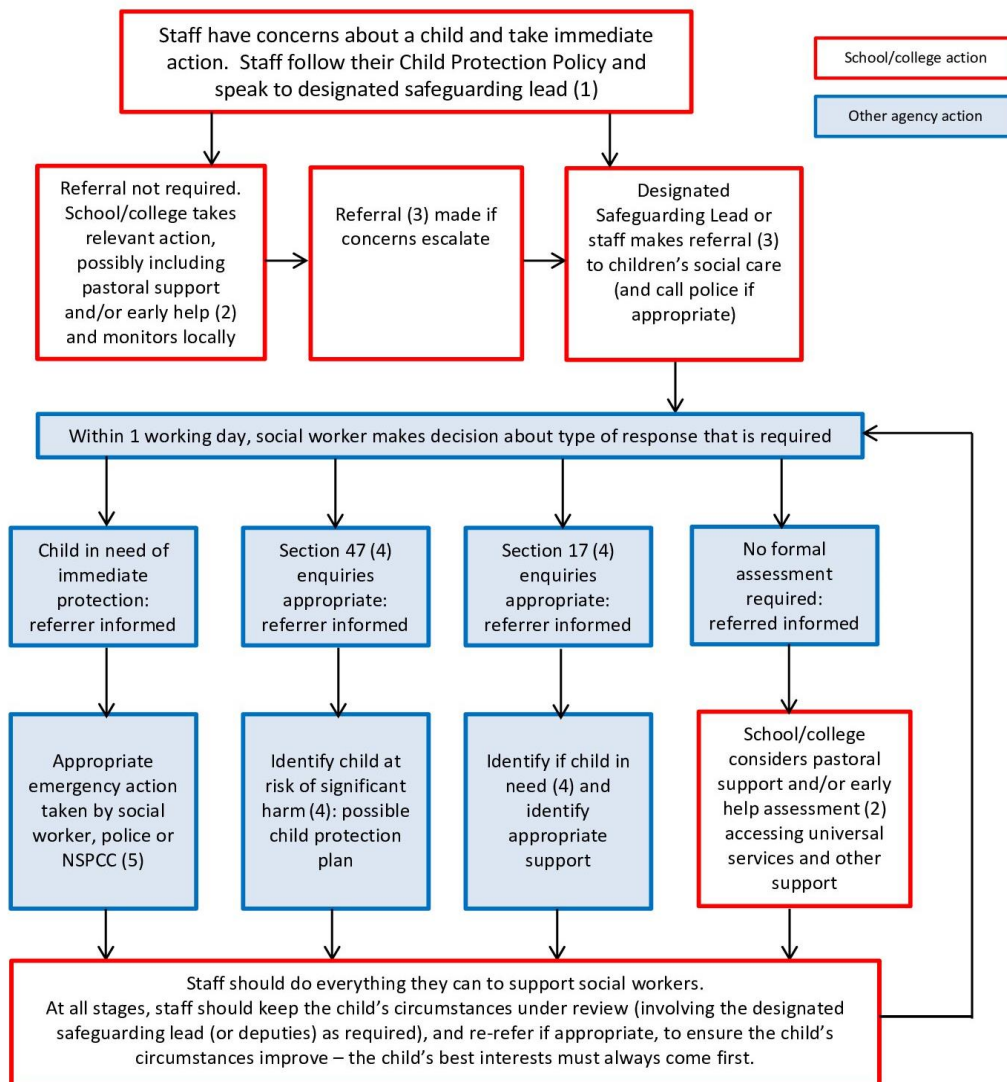 Staff have concerns about a child and take immediate
action.  Staff follow their Child Protection Policy and
speak to designated safeguarding lead (1)
School/college action
Other agency action
Referral not required.
School/college takes
relevant action,
possibly including
pastoral support
and/or early help (2)
and monitors locally
Referral (3) made if
concerns escalate
Designated
Safeguarding Lead or
staff makes referral (3)
to children’s social care
(and call police if
appropriate)
Within 1 working day, social worker makes decision about type of response that is required
Child in need of
immediate
protection:
referrer informed
Section 47 (4)
enquiries
appropriate:
referrer informed
Section 17 (4)
enquiries
appropriate:
referrer informed
No formal
assessment
required:
referred informed
Appropriate
emergency action
taken by social
worker, police or
NSPCC (5)
Identify child at
risk of significant
harm (4): possible
child protection
plan
Identify if child in
need (4) and
identify
appropriate
support
School/college
considers pastoral
support and/or early
help assessment (2)
accessing universal
services and other
support
Staff should do everything they can to support social workers.
At all stages, staff should keep the child’s circumstances under review (involving the designated
safeguarding lead (or deputies) as required), and re-refer if appropriate, to ensure the child’s
circumstances improve – the child’s best interests must always come first.